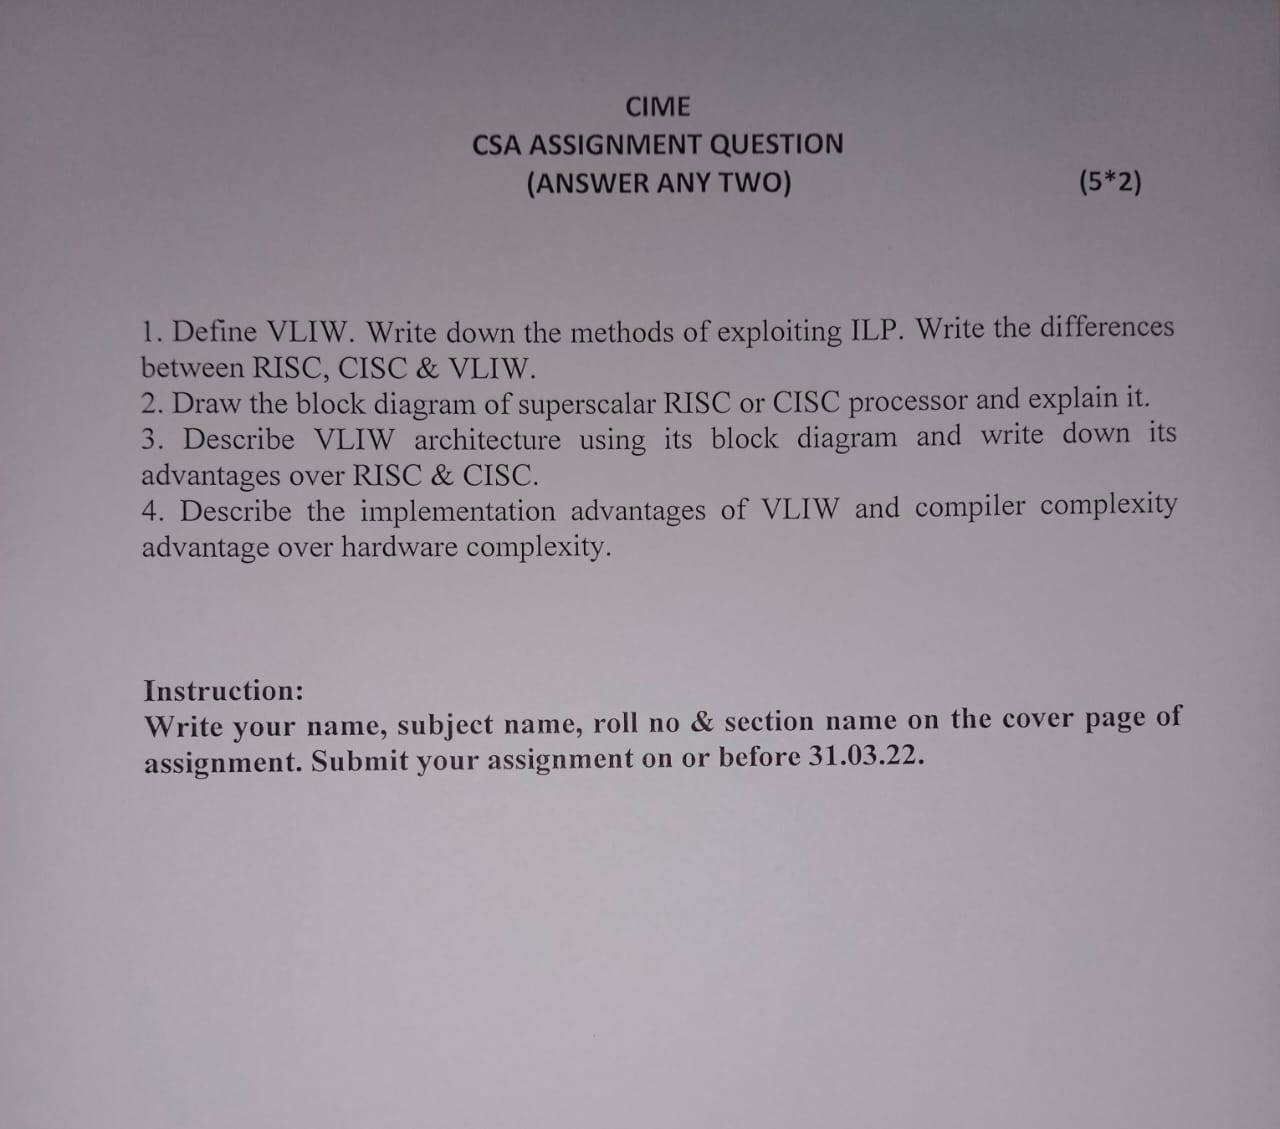 CIME
CSA ASSIGNMENT QUESTION
(ANSWER ANY TWO) (5*2)
1. Define VLIW. Write down the methods of exploiting ILP. Write the differences
between RISC, CISC & VLIW.
2. Draw the block diagram of superscalar RISC or CISC processor and explain it.
3. Describe VLIW architecture using its block diagram and write down its
advantages over RISC & CISC.
4. Describe the implementation advantages of VLIW and compiler complexity
advantage over hardware complexity.
Instruction:
Write your name, subject name, roll no & section name on the cover page of
assignment. Submit your assignment on or before 31.03.22.